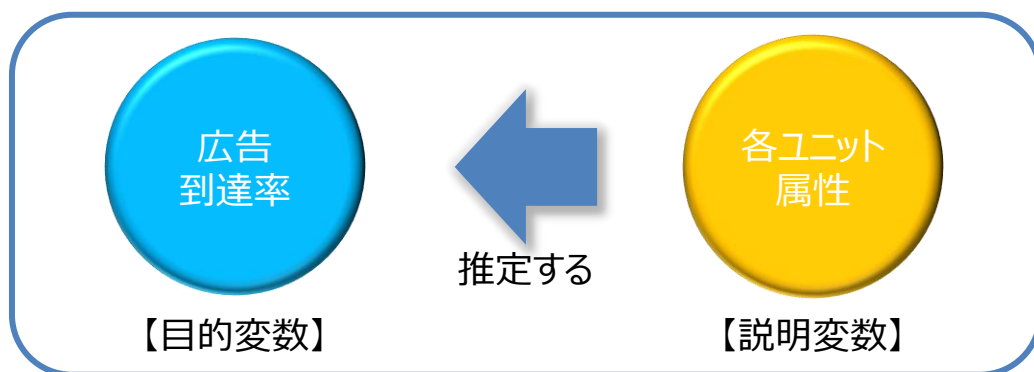 広告
到達率
各ユニット
属性
推定する
【目的変数】
【説明変数】